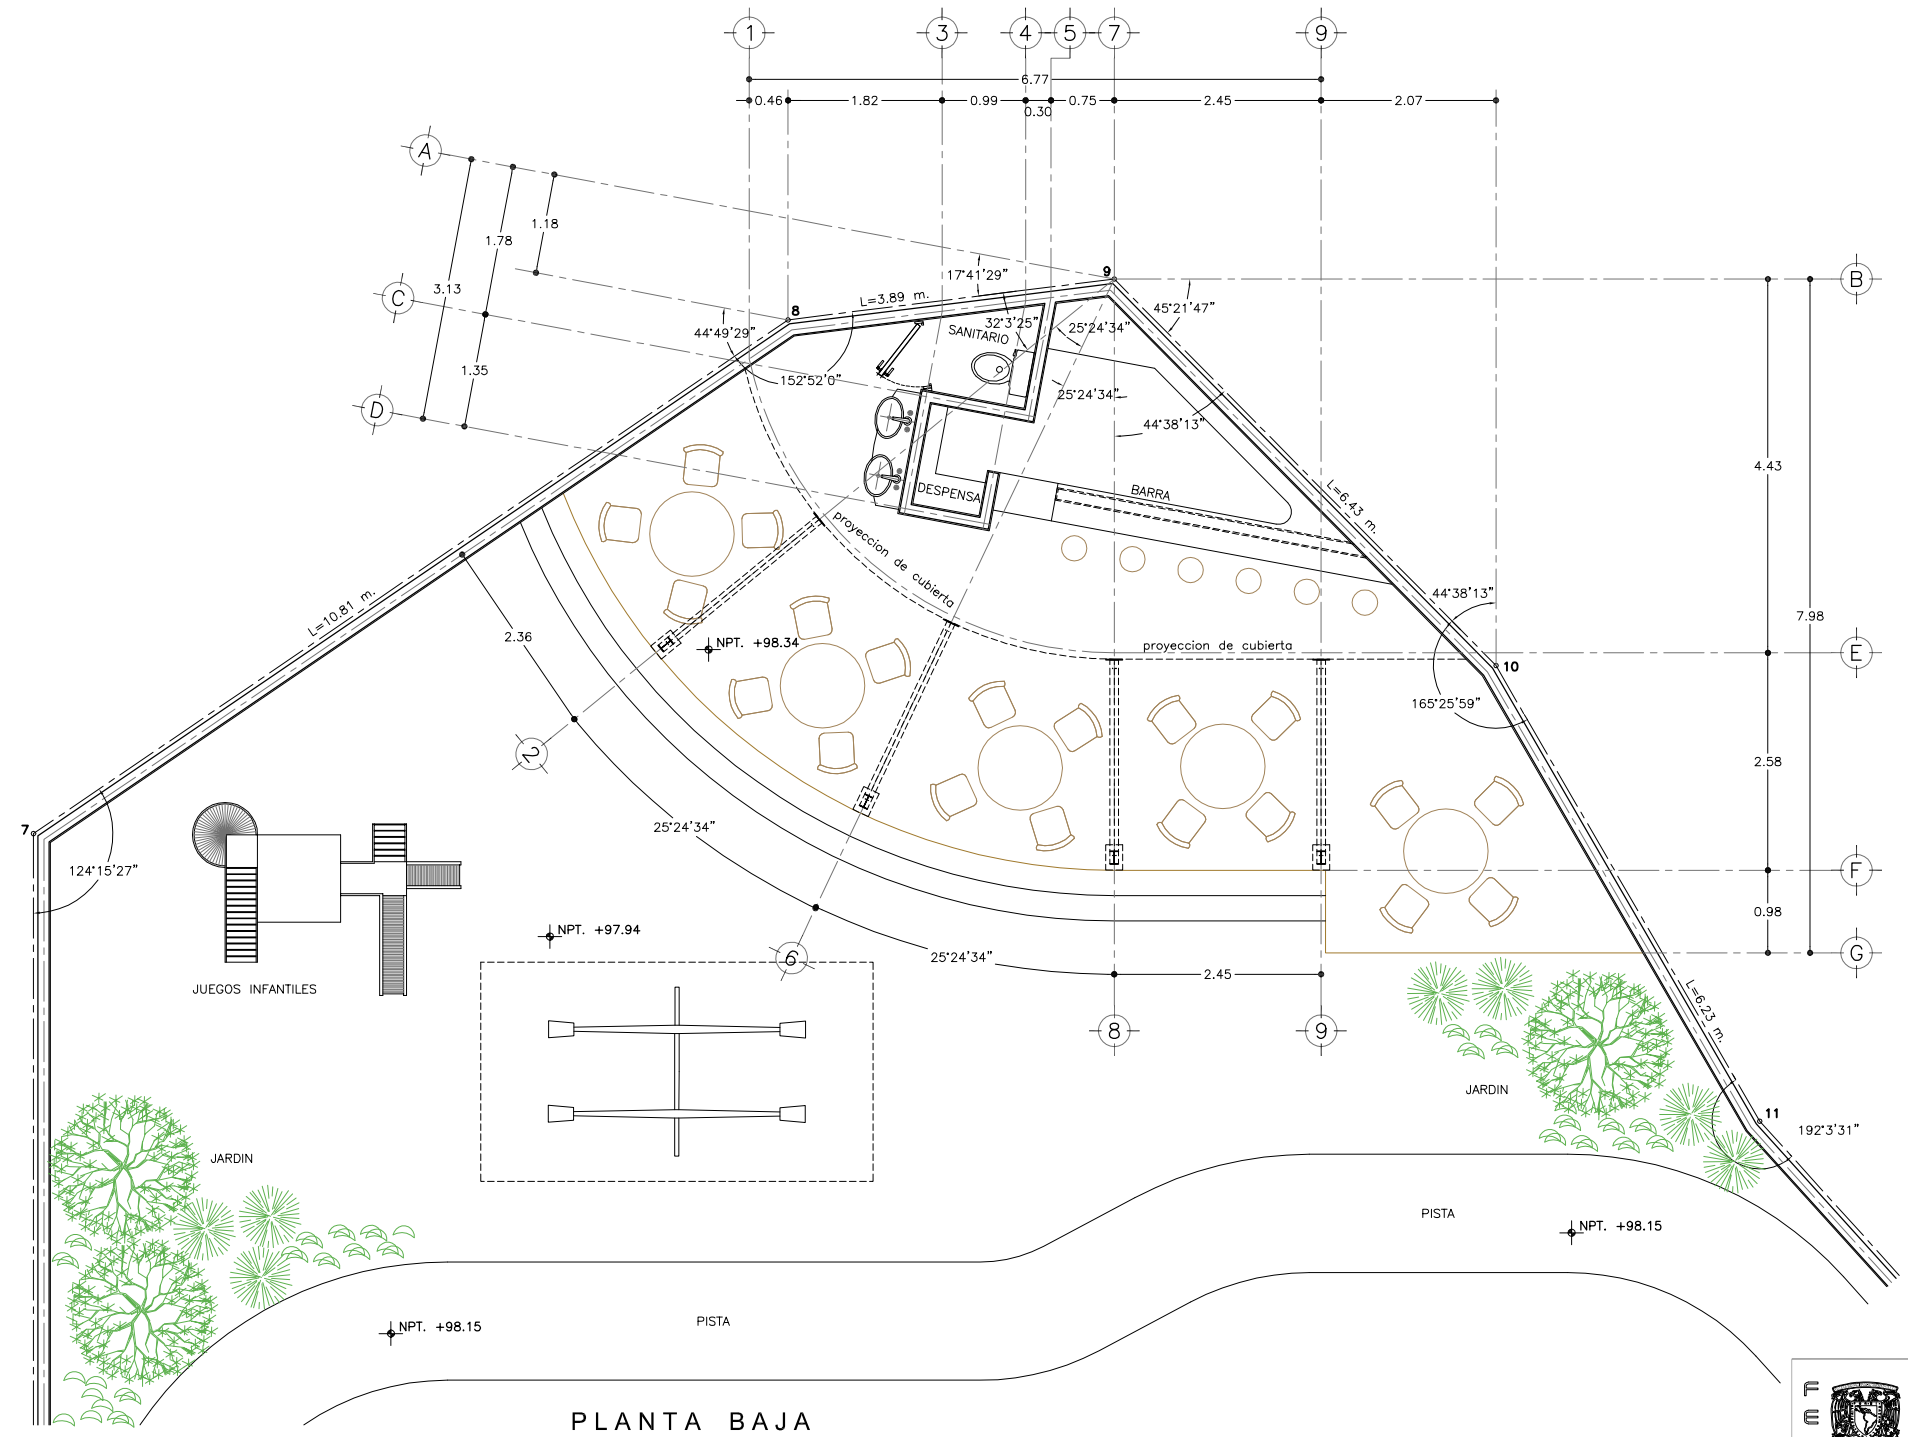 1 3 4 5 7 9
6.77
0.46 1.82 0.99 0.30 0.75 2.45 2.07
A
1.18
1.78
3.13
C
1.35
D
17°41'29"
9
B
L=3.89 m.
8
44°49'29"
152°52'0"
32°3'25"
SANITARIO
25°24'34"
45°21'47"
25°24'34"
44°38'13"
4.43
DESPENSA
BARRA
L=6.43 m.
proyeccion de cubierta
L=10.81 m.
2.36
NPT. +98.34
44°38'13"
7.98
proyeccion de cubierta
E
10
165°25'59"
2
2.58
7
25°24'34"
124°15'27"
F
0.98
NPT. +97.94
6
25°24'34"
2.45
G
JUEGOS INFANTILES
L=6.23 m.
8 9
JARDIN
11
192°3'31"
JARDIN
PISTA
NPT. +98.15
PISTA
NPT. +98.15
F
E
PLANTA BAJA